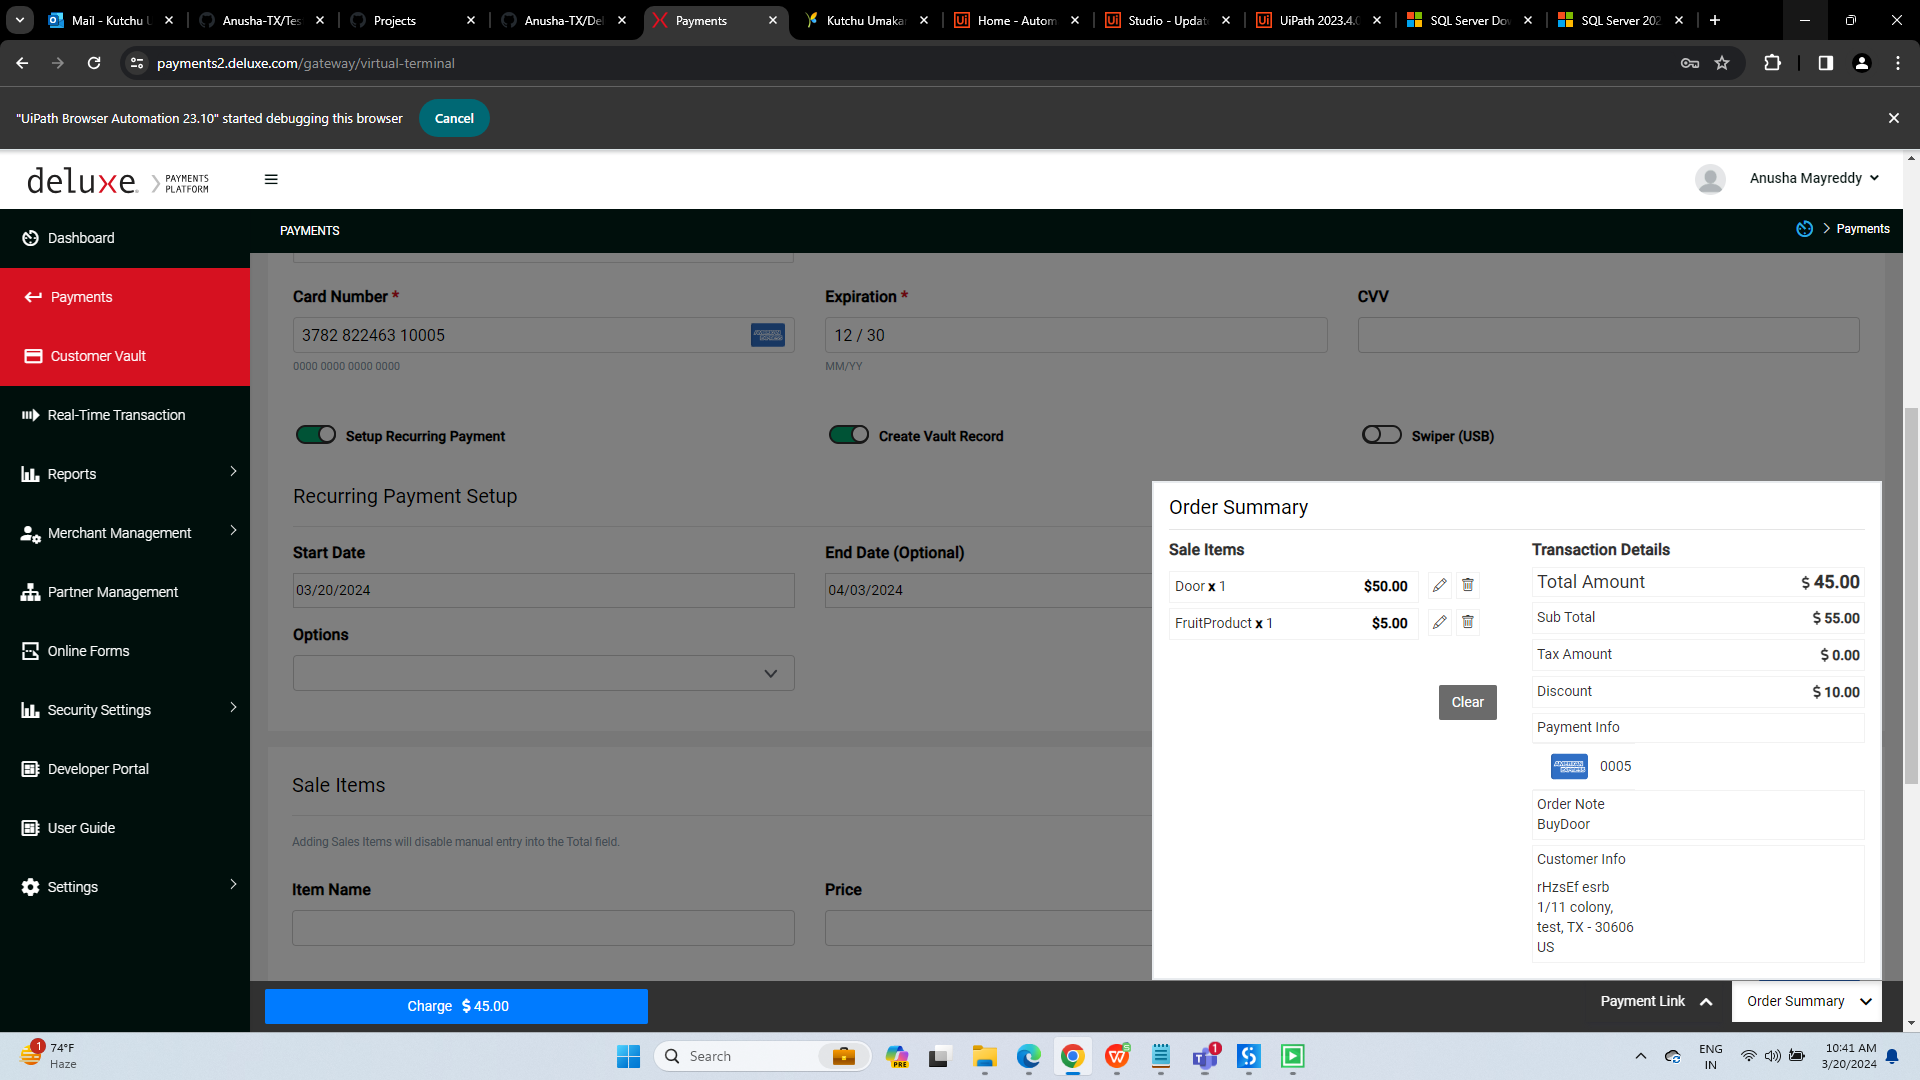 Mail - Kutchu U
Anusha-TX/Tes
Projects
Anusha-TX/Del
Payments
Kutchu Umakan
Home - Autom
Studio - Updat
UiPath 2023.4.0
SQL Server Dow
SQL Server 202
payments2.deluxe.com/gateway/virtual-terminal
"UiPath Browser Automation 23.10" started debugging this browser
Cancel
deluxe. PAYMENTS PLATFORM
Anusha Mayreddy
Dashboard
PAYMENTS
Payments
Payments
Customer Vault
Real-Time Transaction
Reports
Merchant Management
Partner Management
Online Forms
Security Settings
Developer Portal
User Guide
Settings
Card Number *
Expiration *
CVV
3782 822463 10005
12 / 30
0000 0000 0000 0000
MM/YY
Setup Recurring Payment
Create Vault Record
Swiper (USB)
Recurring Payment Setup
Start Date
End Date (Optional)
03/20/2024
04/03/2024
Options
Sale Items
Adding Sales Items will disable manual entry into the Total field.
Item Name
Price
Order Summary
Sale Items
Door x 1
$50.00
FruitProduct x 1
$5.00
Clear
Transaction Details
Total Amount
$ 45.00
Sub Total
$ 55.00
Tax Amount
$ 0.00
Discount
$ 10.00
Payment Info
AMERICAN EXPRESS
0005
Order Note
BuyDoor
Customer Info
rHzsEf esrb
1/11 colony,
test, TX - 30606
US
Charge $ 45.00
Payment Link
Order Summary
1
74°F
Haze
Search
PRE
1
ENG
IN
10:41 AM
3/20/2024